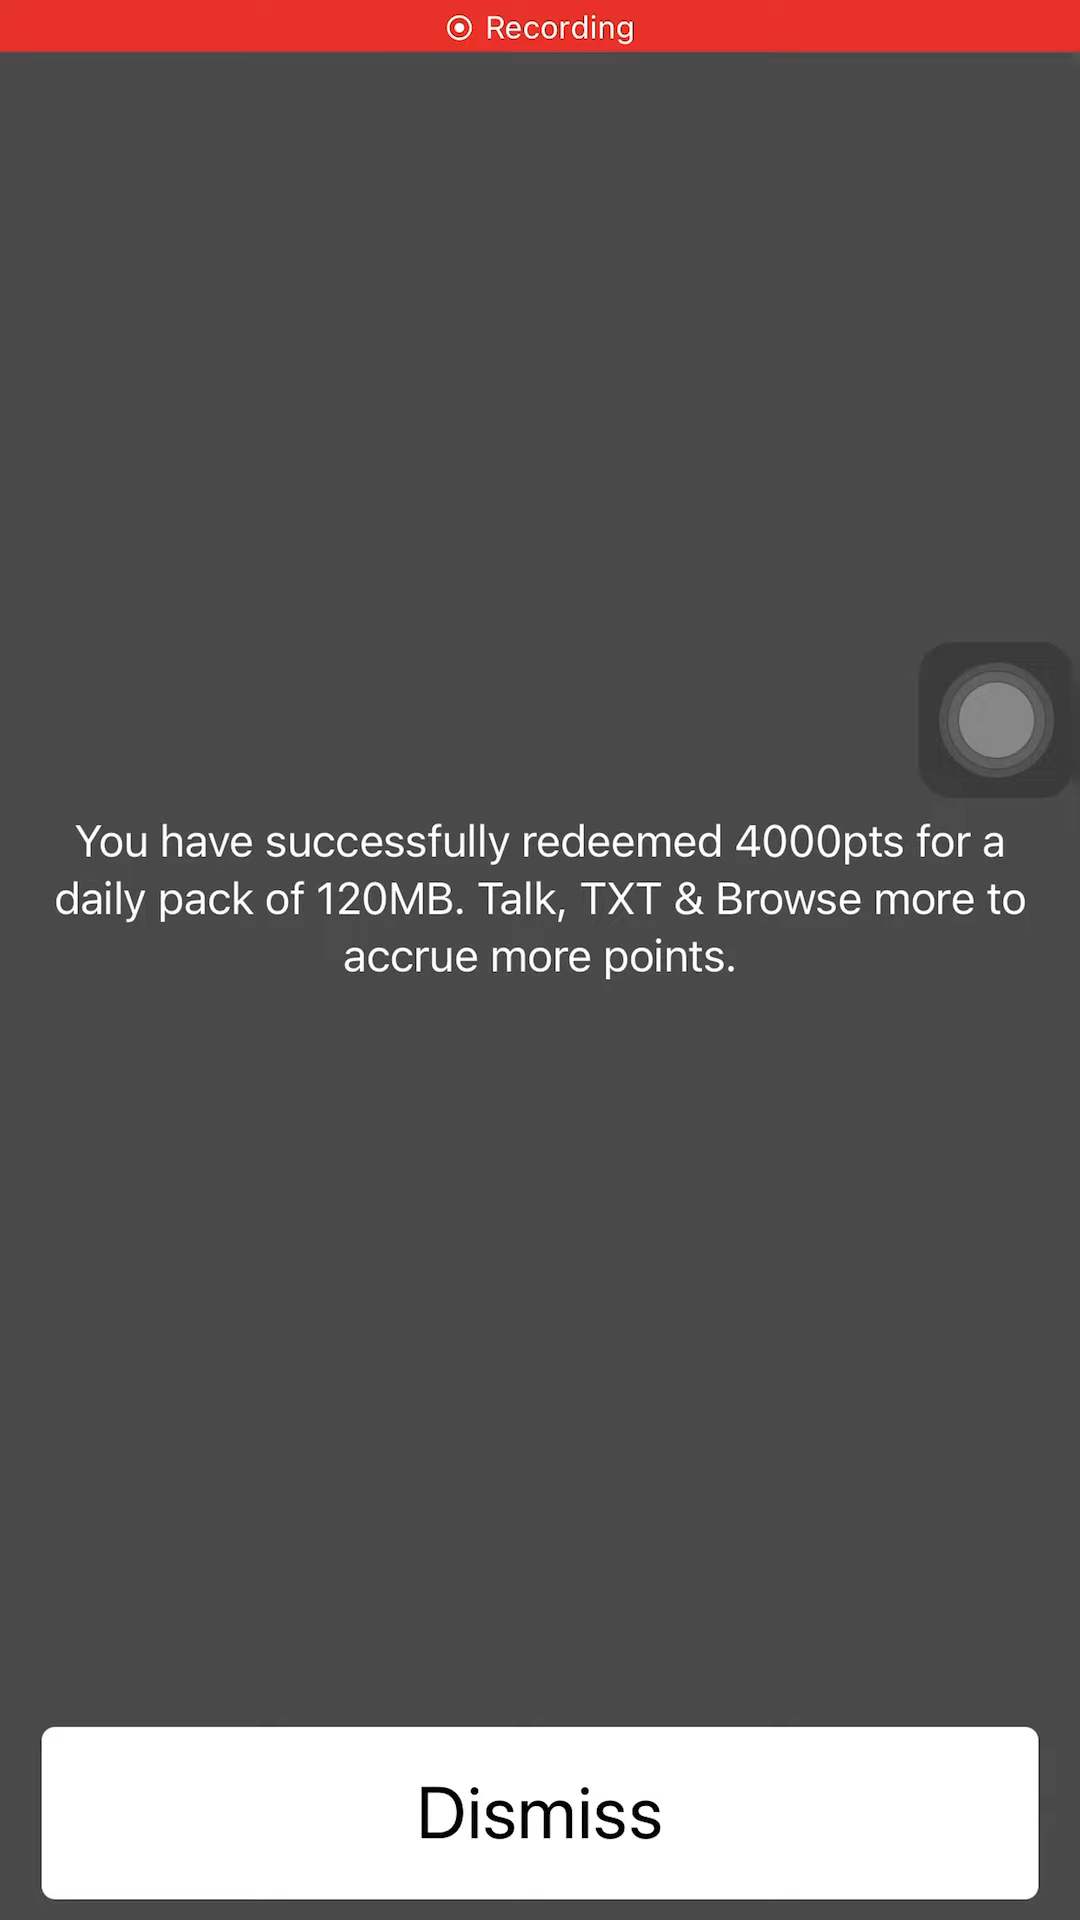 Recording
You have successfully redeemed 4000pts for a
daily pack of 120MB. Talk, TXT & Browse more to
accrue more points.
Dismiss